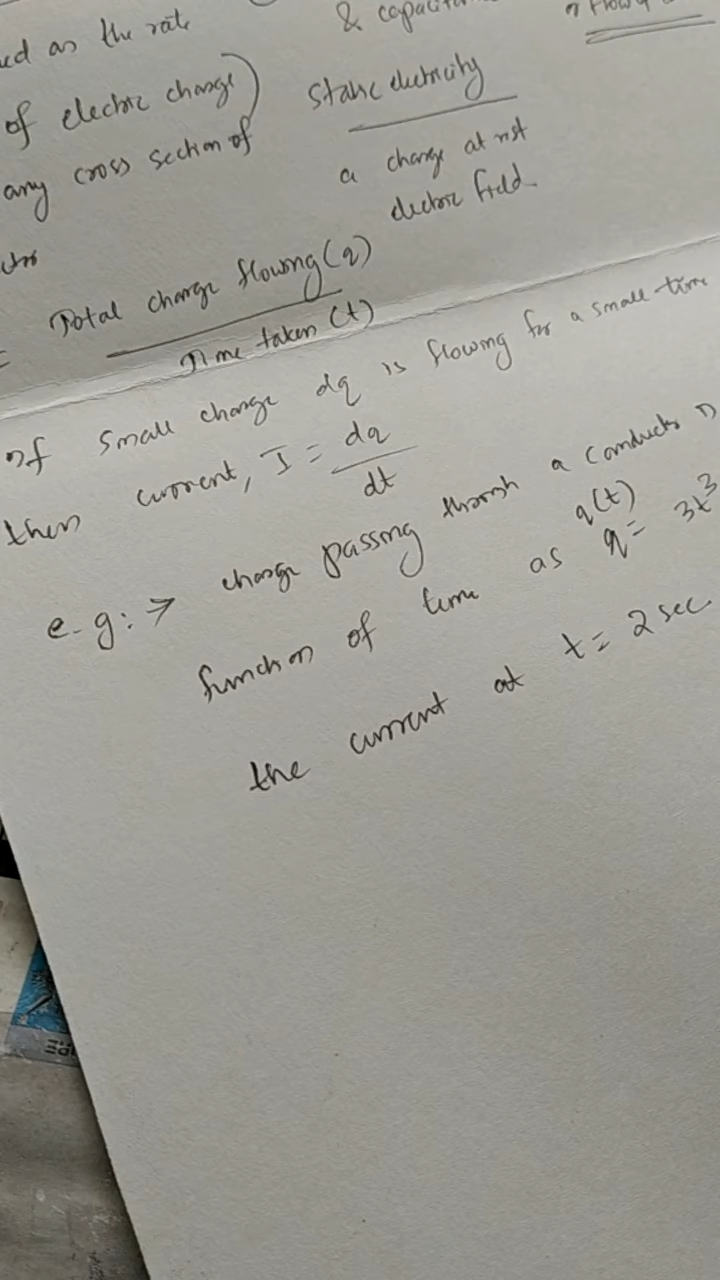 & capacitor
as the rate
of electric charge)
Static electricity
any cross section of
a charge at rest
electric field.
= Total charge flowing (q)
Time taken (t)
If small charge dq is flowing for a small time
then current, I = dq
dt
e.g :→ charge passing through a conductor
function of time as q(t) q = 3t³
the current at t = 2 sec